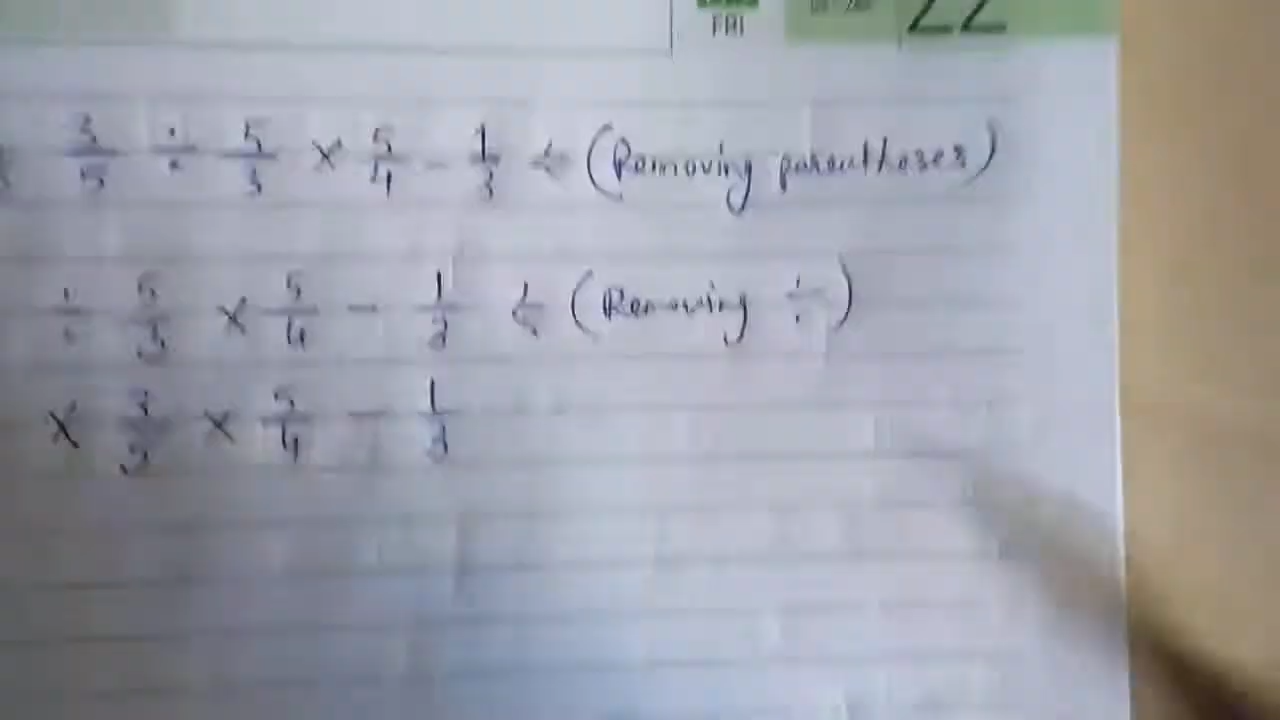 FRI 22
3/5 ÷ 5/3 × 5/4 - 1/3 ← (Removing parentheses)
÷ 5/3 × 5/4 - 1/3 ← (Removing ÷)
× 3/5 × 5/4 - 1/3